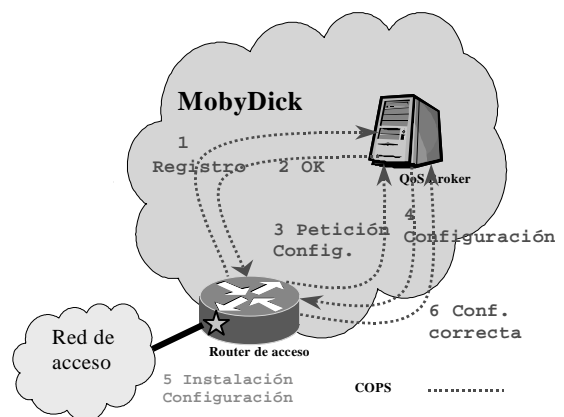 MobyDick
1
Registro
2 OK
QoS Broker
3 Petición
Config.
4
Configuración
6 Conf.
correcta
Red de
acceso
Router de acceso
5 Instalación
Configuración
COPS